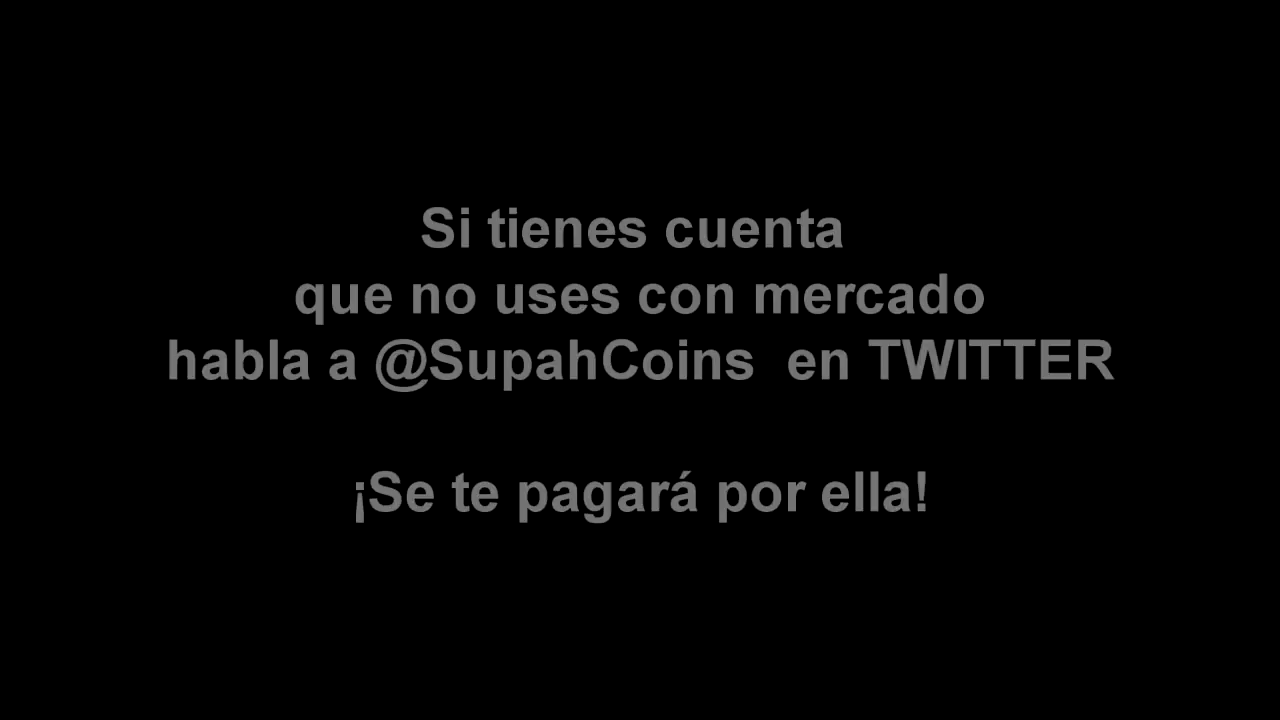 Si tienes cuenta
que no uses con mercado
habla a @SupahCoins en TWITTER
¡Se te pagará por ella!